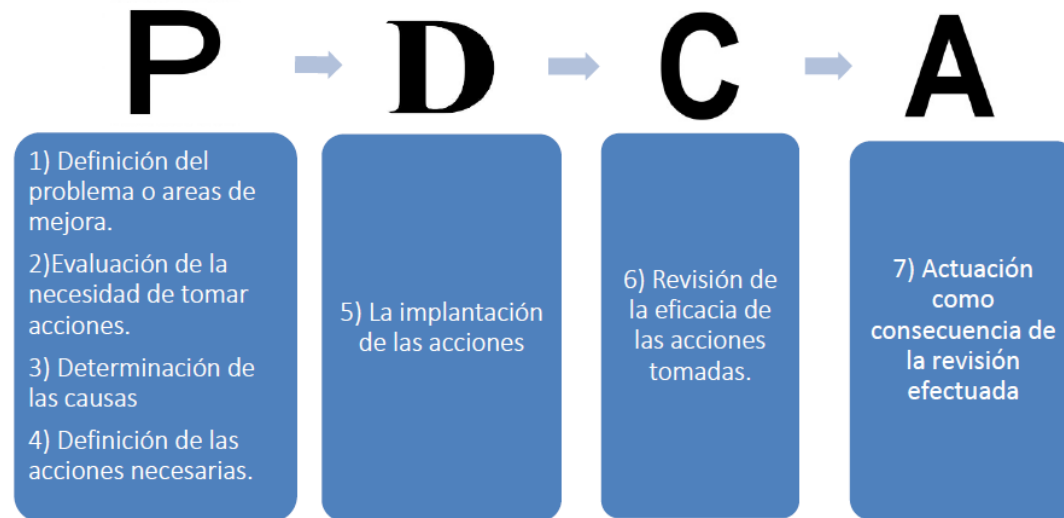 P
D
C
A
1) Definición del
problema o areas de
mejora.
2)Evaluación de la
necesidad de tomar
acciones.
3) Determinación de
las causas
4) Definición de las
acciones necesarias.
5) La implantación
de las acciones
6) Revisión de
la eficacia de
las acciones
tomadas.
7) Actuación
como
consecuencia de
la revisión
efectuada